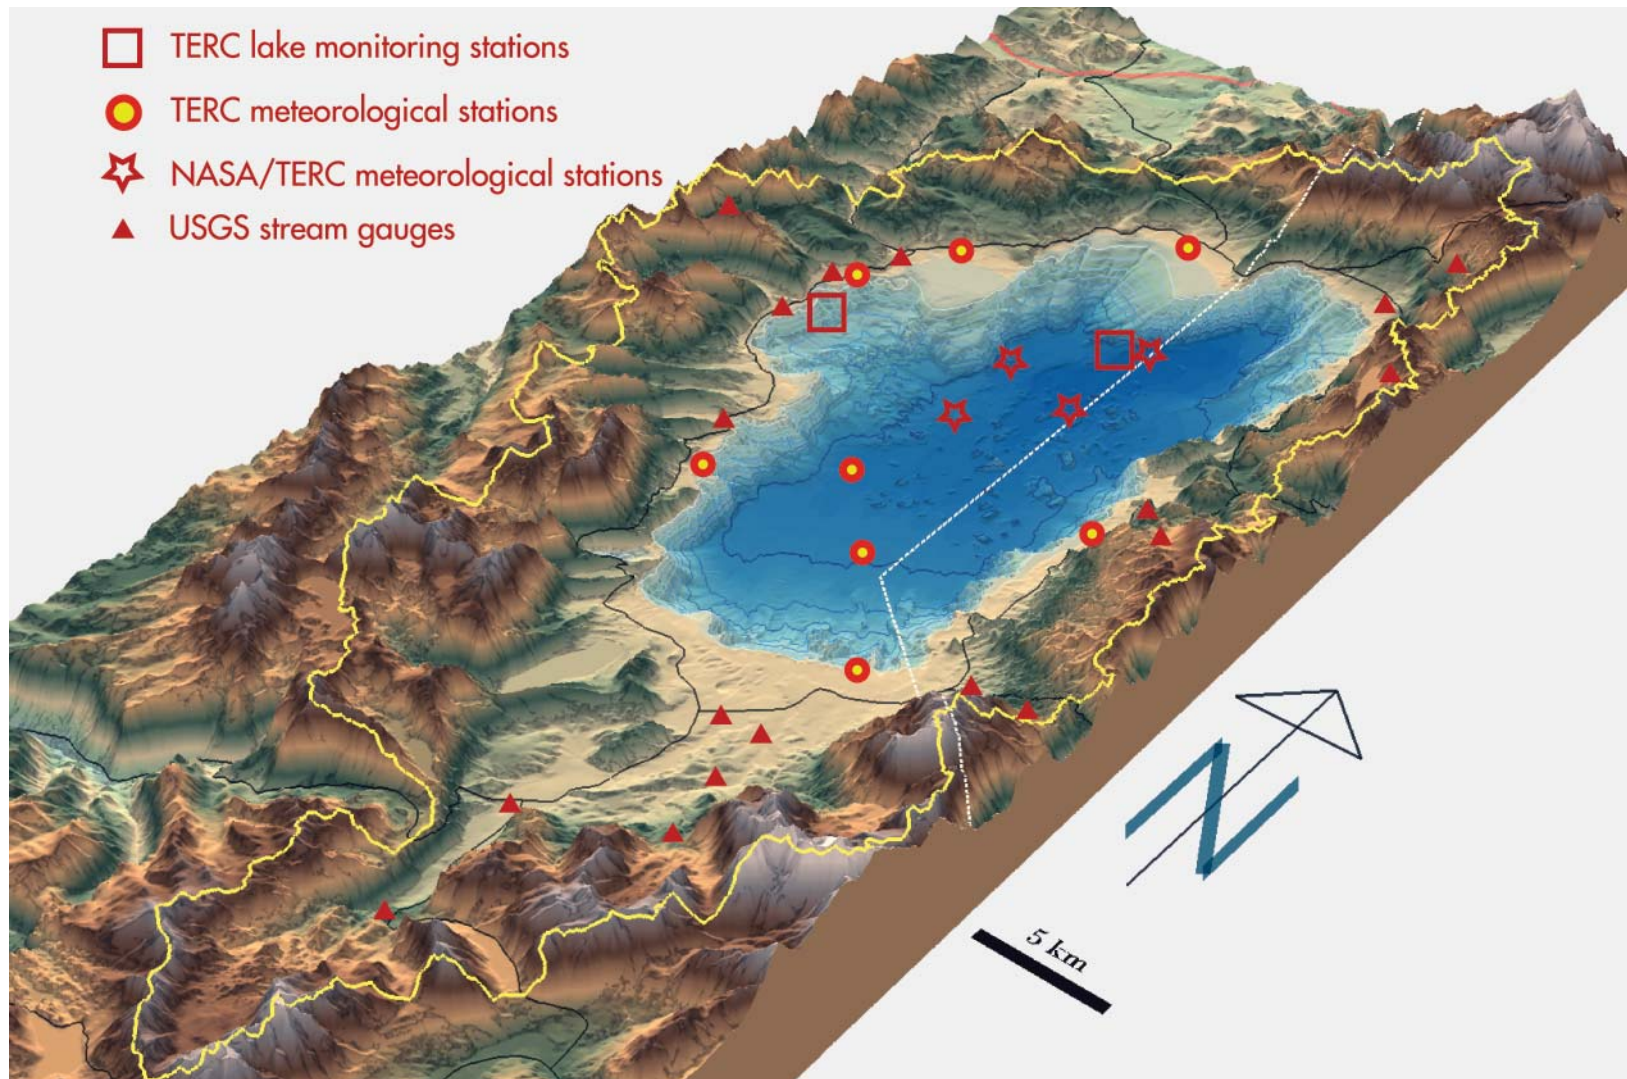 TERC lake monitoring stations
TERC meteorological stations
NASA/TERC meteorological stations
USGS stream gauges
N
5 km